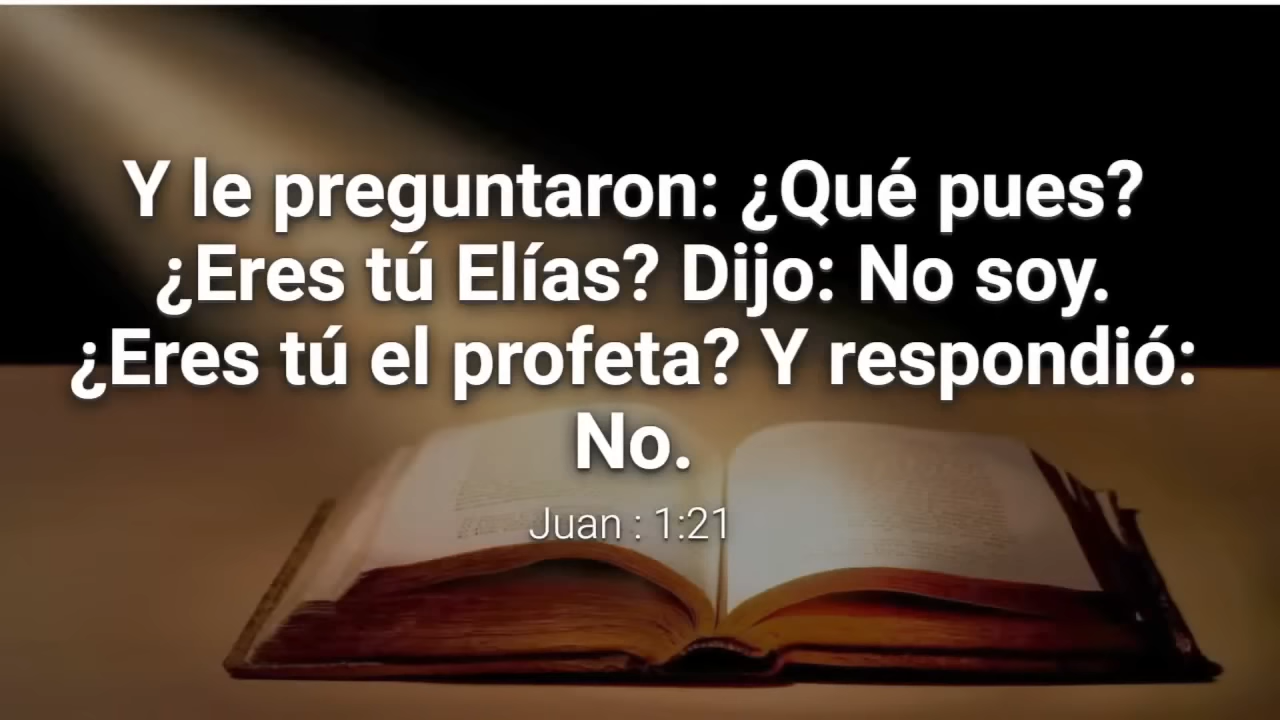 Y le preguntaron: ¿Qué pues?
¿Eres tú Elías? Dijo: No soy.
¿Eres tú el profeta? Y respondió:
No.
Juan : 1:21